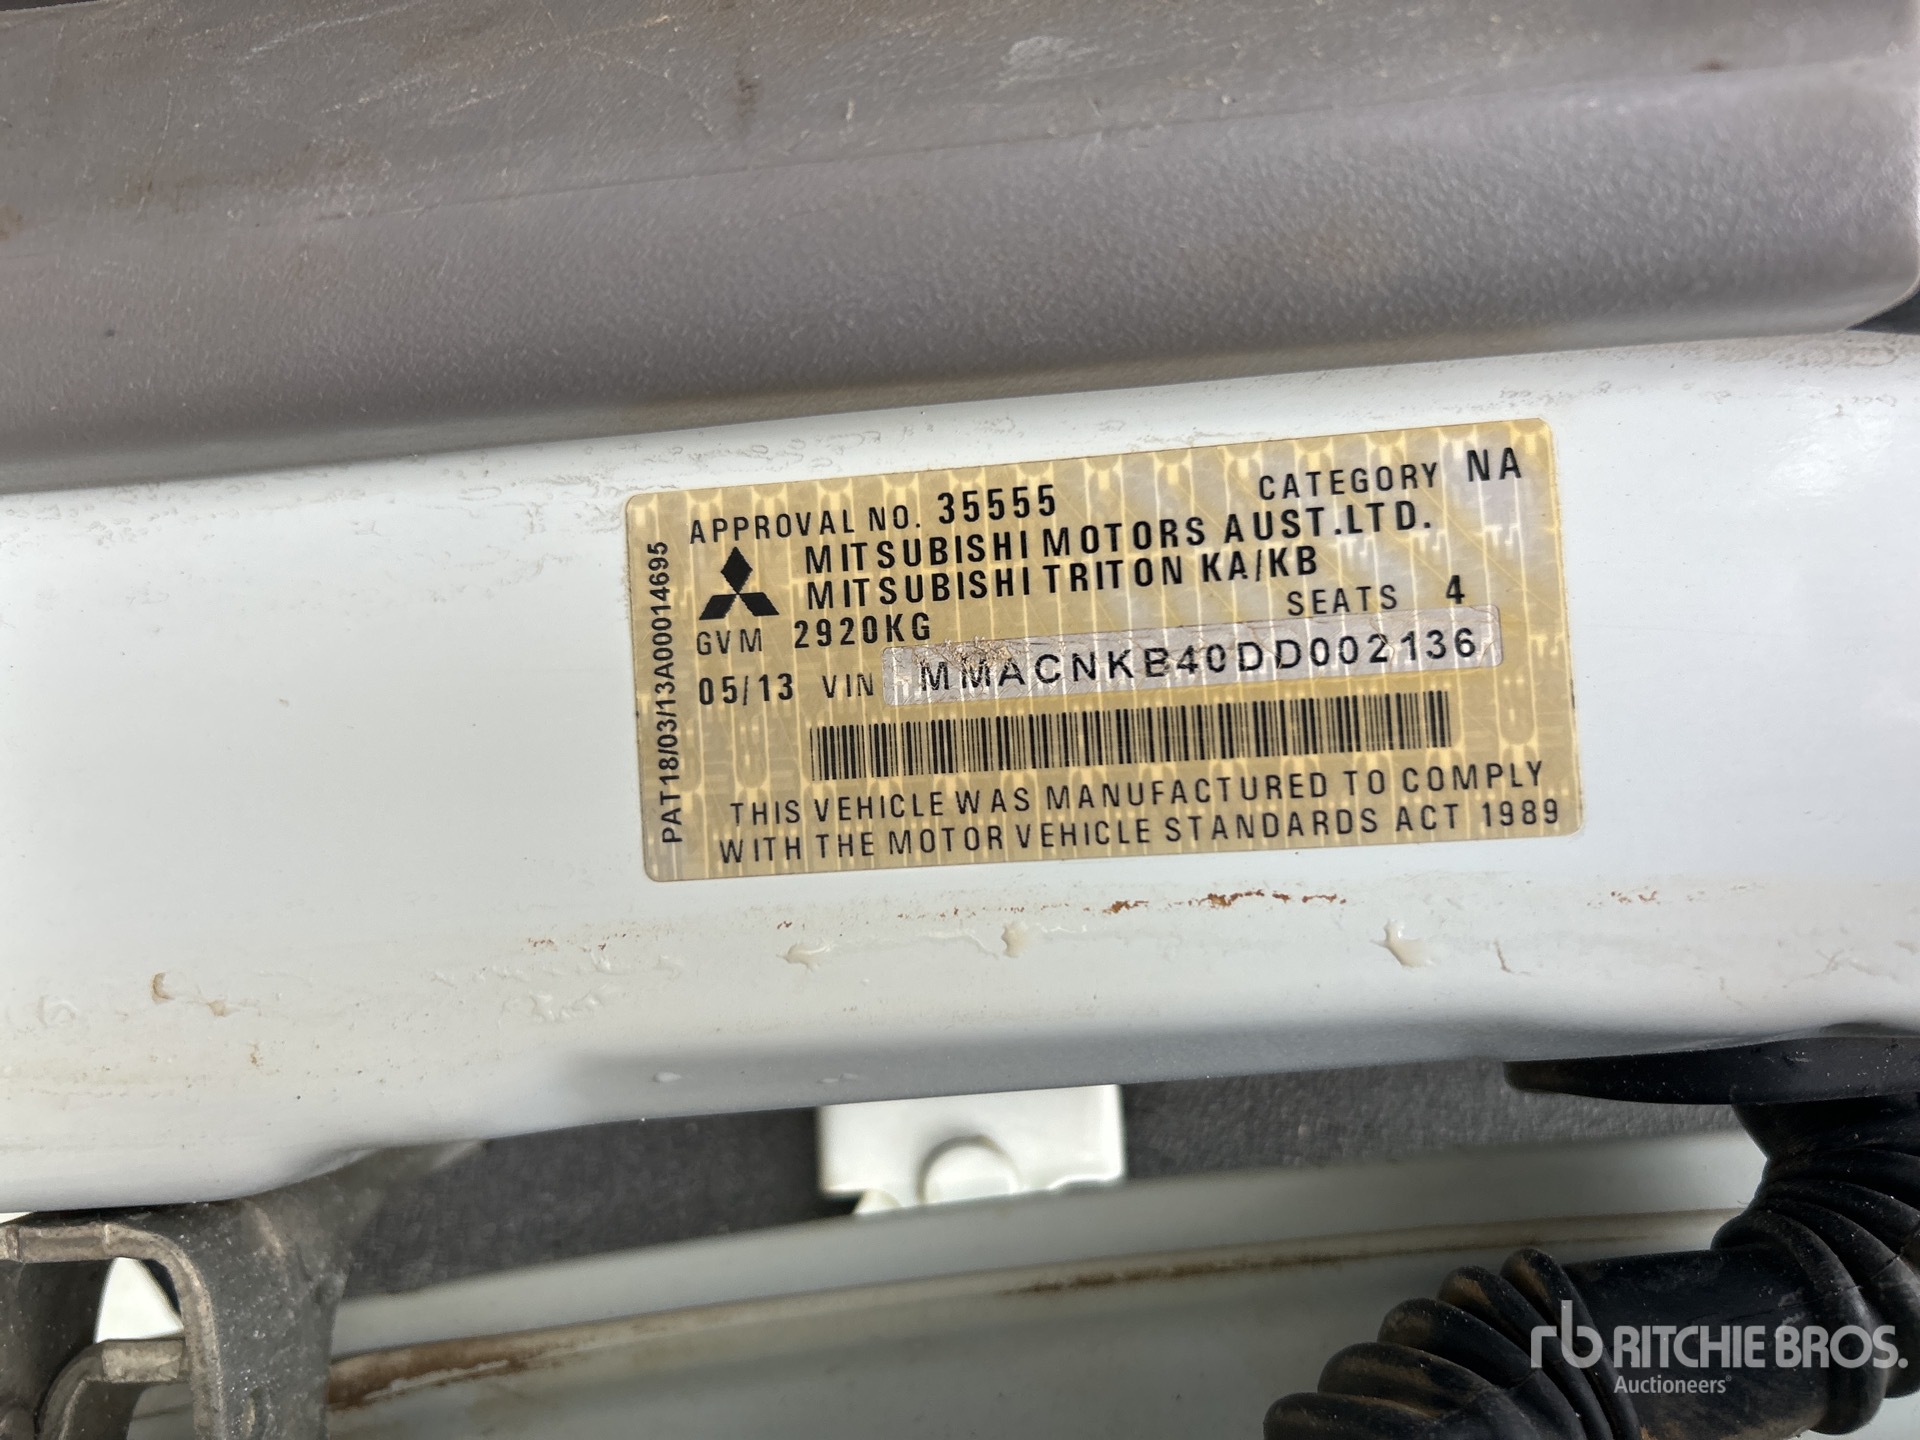 APPROVAL NO. 35555 CATEGORY NA
MITSUBISHI MOTORS AUST.LTD.
MITSUBISHI TRITON KA/KB
SEATS 4
GVM 2920KG
05/13 VIN MMACNKB40DD002136
THIS VEHICLE WAS MANUFACTURED TO COMPLY
WITH THE MOTOR VEHICLE STANDARDS ACT 1989
PAT18/03/13A00014695
rb RITCHIE BROS.
Auctioneers